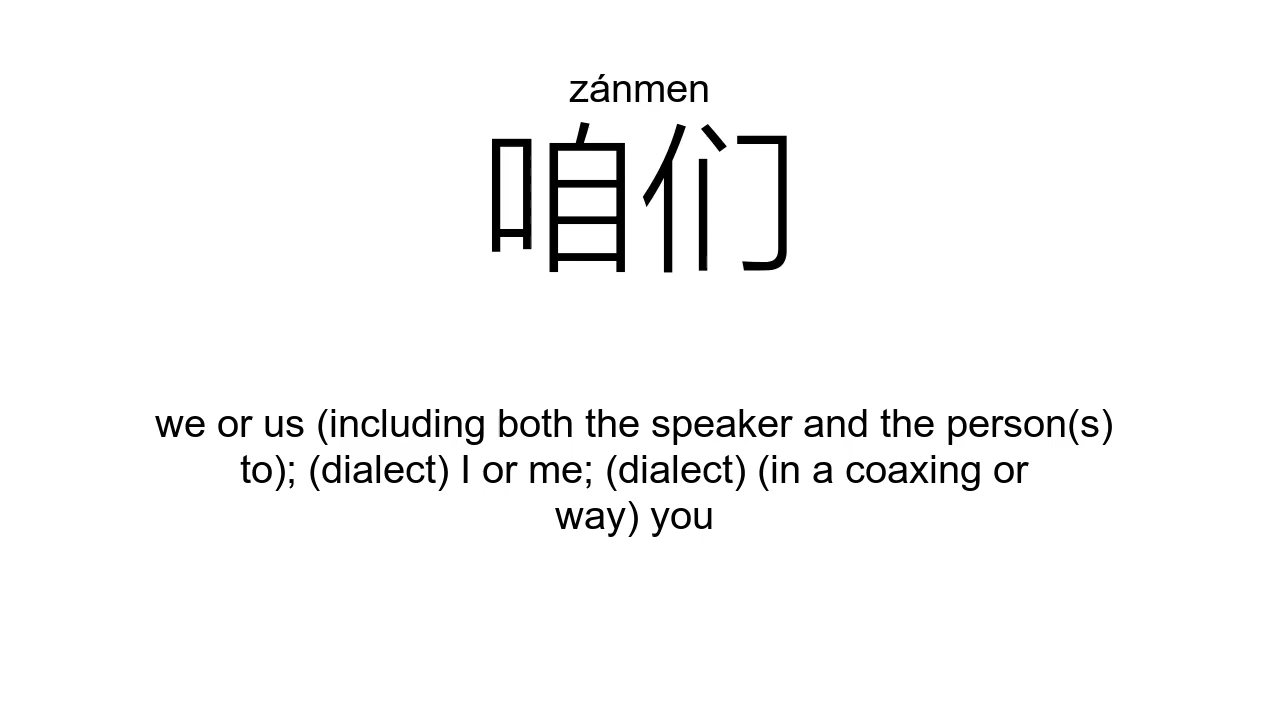 zánmen
咱们
we or us (including both the speaker and the person(s)
to); (dialect) I or me; (dialect) (in a coaxing or
way) you